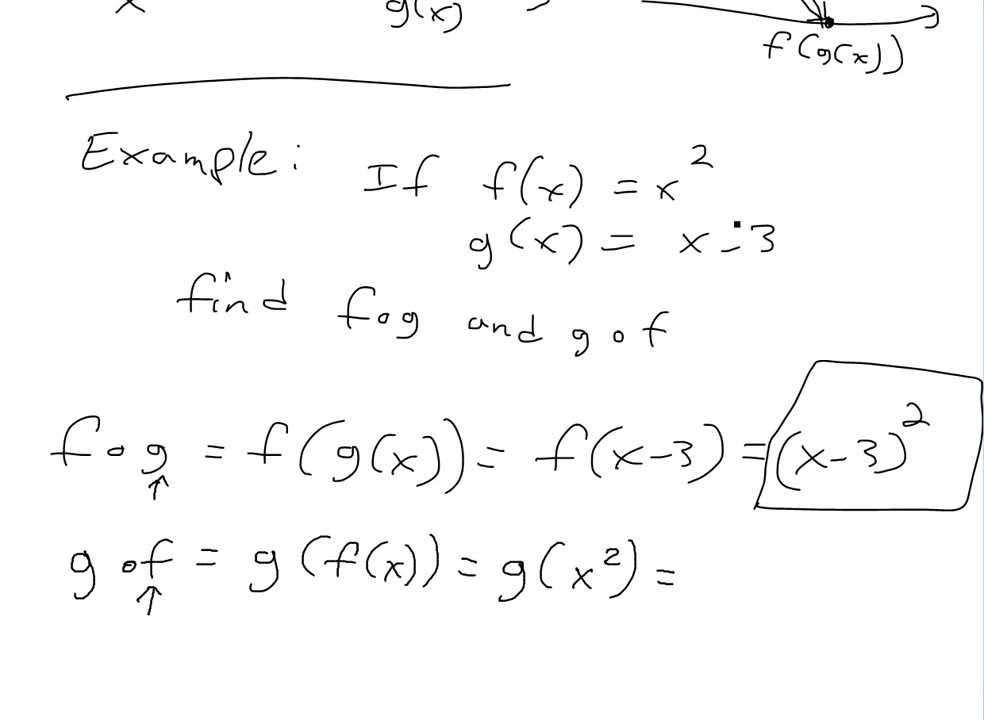 x g(x)
f(g(x))
Example: If f(x) = x²
g(x) = x - 3
find f∘g and g∘f
f∘g = f(g(x)) = f(x-3) = (x-3)²
g∘f = g(f(x)) = g(x²) =